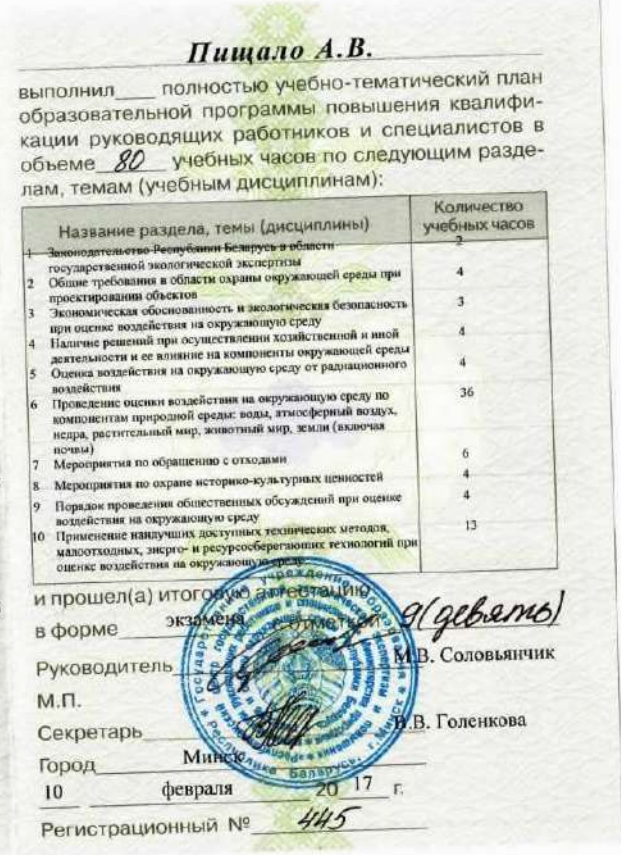 Пищало А.В.
выполнил____ полностью учебно-тематический план
образовательной программы повышения квалифи-
кации руководящих работников и специалистов в
объеме 80 учебных часов по следующим разде-
лам, темам (учебным дисциплинам):
Название раздела, темы (дисциплины) Количество учебных часов
1 Законодательство Республики Беларусь в области 2
государственной экологической экспертизы
2 Общие требования в области охраны окружающей среды при 4
проектировании объектов
3 Экономическая обоснованность и экологическая безопасность 3
при оценке воздействия на окружающую среду
4 Наличие решений при осуществлении хозяйственной и иной 4
деятельности и ее влияние на компоненты окружающей среды
5 Оценка воздействия на окружающую среду от радиационного 4
воздействия
6 Проведение оценки воздействия на окружающую среду по 36
компонентам природной среды: воды, атмосферный воздух,
недра, растительный мир, животный мир, земли (включая
почвы)
7 Мероприятия по обращению с отходами 6
8 Мероприятия по охране историко-культурных ценностей 4
9 Порядок проведения общественных обсуждений при оценке 4
воздействия на окружающую среду
10 Применение наилучших доступных технических методов, 13
малоотходных, энерго- и ресурсосберегающих технологий при
оценке воздействия на окружающую среду.
и прошел(а) итоговую аттестацию
в форме экзамена с отметкой 9 (девять)
Руководитель М.В. Соловьянчик
М.П.
Секретарь В.В. Голенкова
Город Минск
10 февраля 20 17 г.
Регистрационный № 445